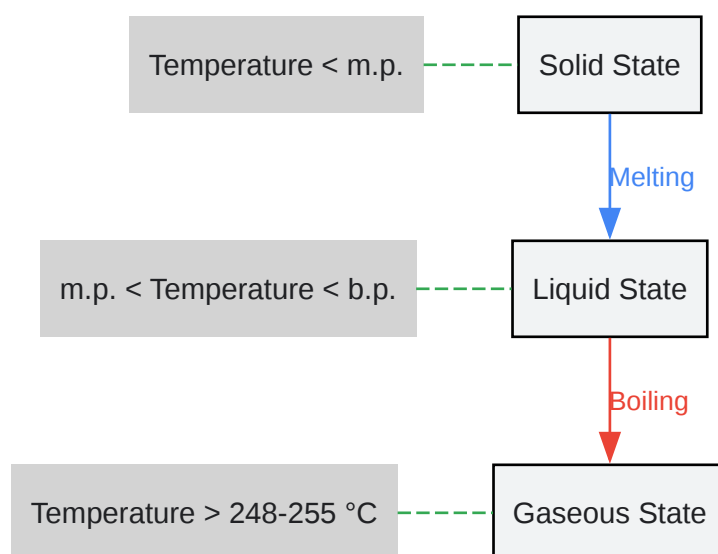 Temperature < m.p.
Solid State
Melting
m.p. < Temperature < b.p.
Liquid State
Boiling
Temperature > 248-255 °C
Gaseous State